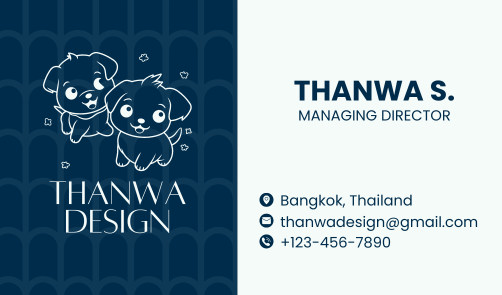 THANWA
DESIGN
THANWA S.
MANAGING DIRECTOR
Bangkok, Thailand
thanwadesign@gmail.com
+123-456-7890